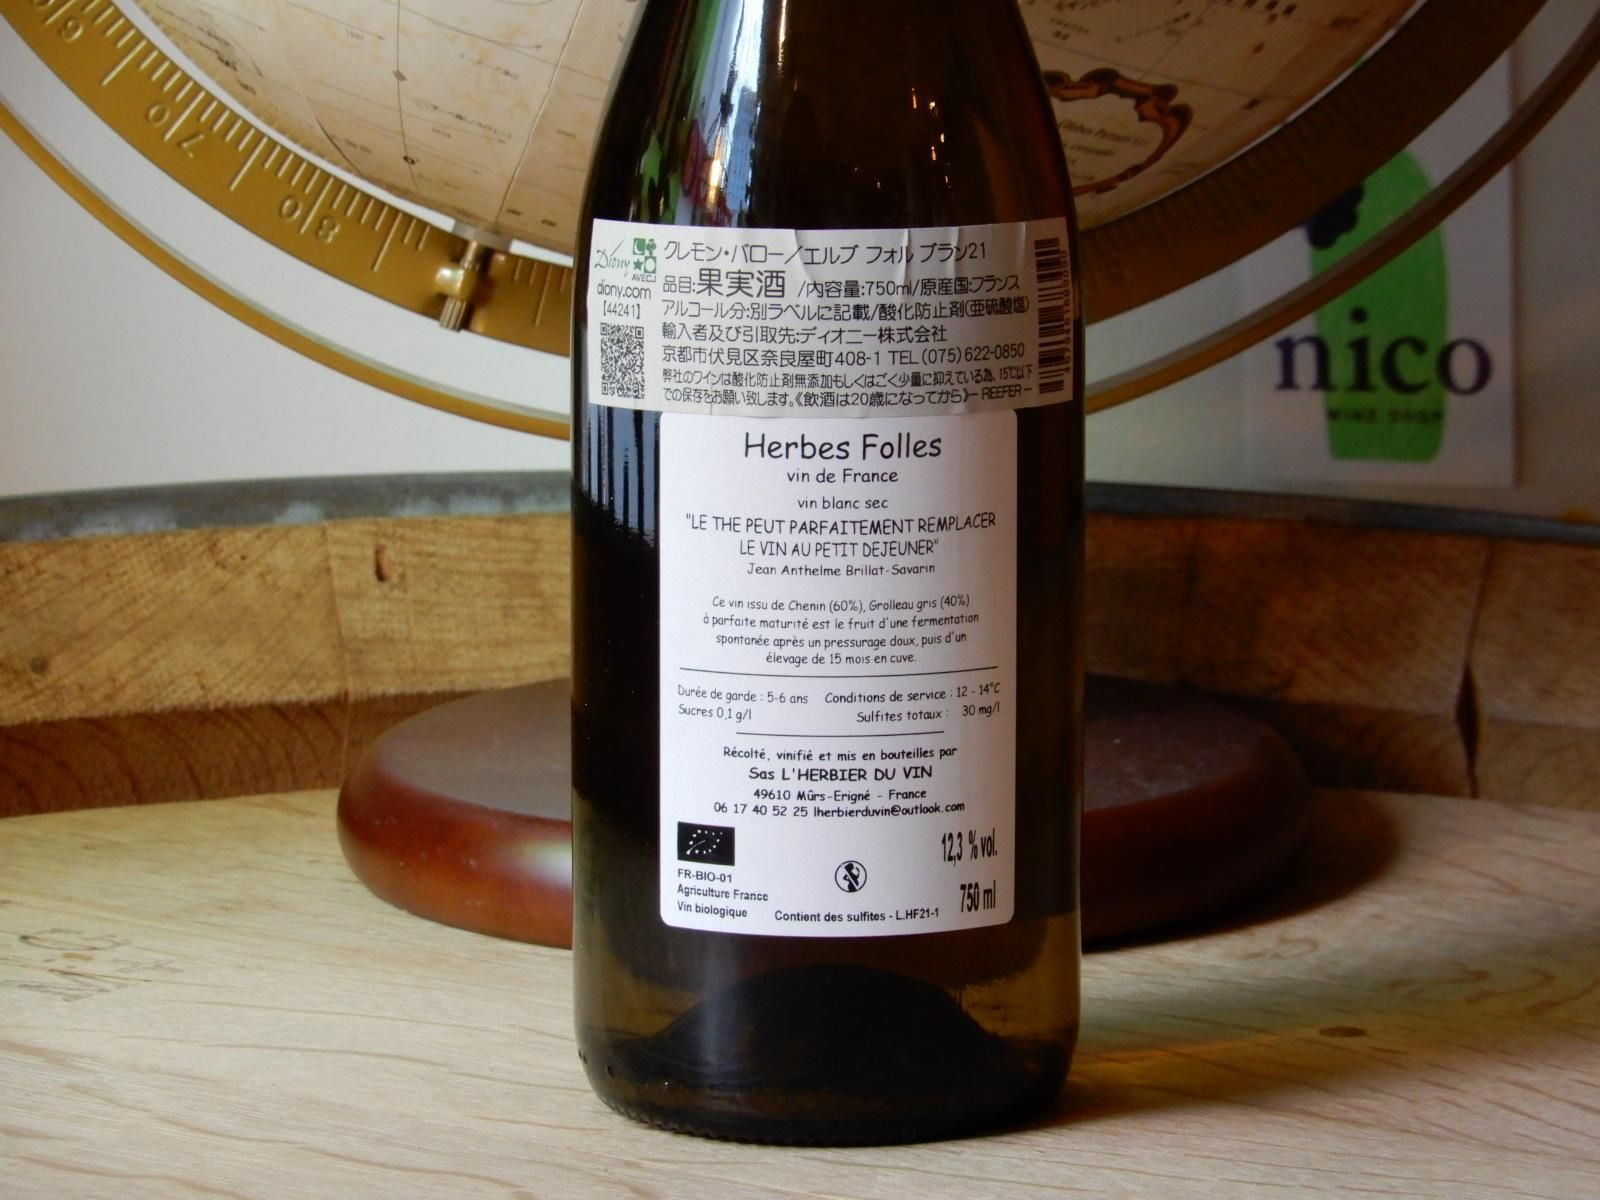 クレモン・バロー／エルブ フォル ブラン21
Diony
AVECJ
diony.com
【44241】
品目:果実酒 /内容量:750ml/原産国:フランス
アルコール分:別ラベルに記載/酸化防止剤(亜硫酸塩)
輸入者及び引取先:ディオニー株式会社
京都市伏見区奈良屋町408-1 TEL(075)622-0850
弊社のワインは酸化防止剤無添加もしくはごく少量に抑えている為、15℃以下
での保存をお願い致します。《飲酒は20歳になってから》- REEFER -
Herbes Folles
vin de France
vin blanc sec
"LE THE PEUT PARFAITEMENT REMPLACER
LE VIN AU PETIT DEJEUNER"
Jean Anthelme Brillat-Savarin
Ce vin issu de Chenin (60%), Grolleau gris (40%)
à parfaite maturité est le fruit d'une fermentation
spontanée après un pressurage doux, puis d'un
élevage de 15 mois en cuve.
Durée de garde : 5-6 ans Conditions de service : 12 - 14°C
Sucres 0,1 g/l Sulfites totaux : 30 mg/l
Récolté, vinifié et mis en bouteilles par
Sas L'HERBIER DU VIN
49610 Mûrs-Erigné - France
06 17 40 52 25 lherbierduvin@outlook.com
12,3 % vol.
FR-BIO-01
Agriculture France
Vin biologique
750 ml
Contient des sulfites - L.HF21-1
nico
WINE SHOP
60
70
80